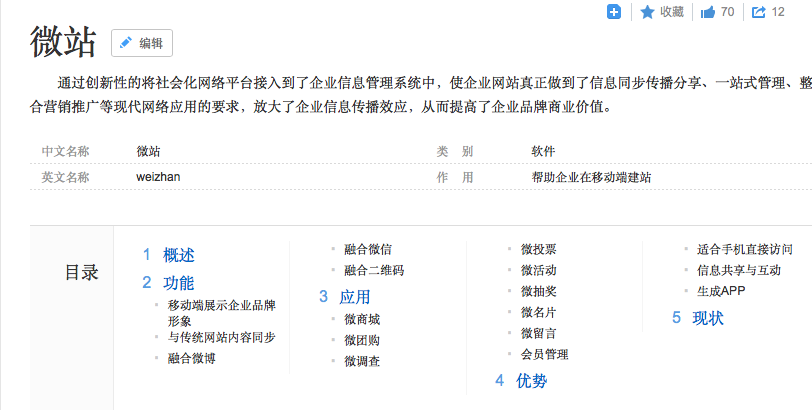 收藏 70 12
微站 编辑
通过创新性的将社会化网络平台接入到了企业信息管理系统中，使企业网站真正做到了信息同步传播分享、一站式管理、整
合营销推广等现代网络应用的要求，放大了企业信息传播效应，从而提高了企业品牌商业价值。
中文名称 微站 类 别 软件
英文名称 weizhan 作 用 帮助企业在移动端建站
目录
1 概述
2 功能
移动端展示企业品牌
形象
与传统网站内容同步
融合微博
融合微信
融合二维码
3 应用
微商城
微团购
微调查
微投票
微活动
微抽奖
微名片
微留言
会员管理
4 优势
适合手机直接访问
信息共享与互动
生成APP
5 现状